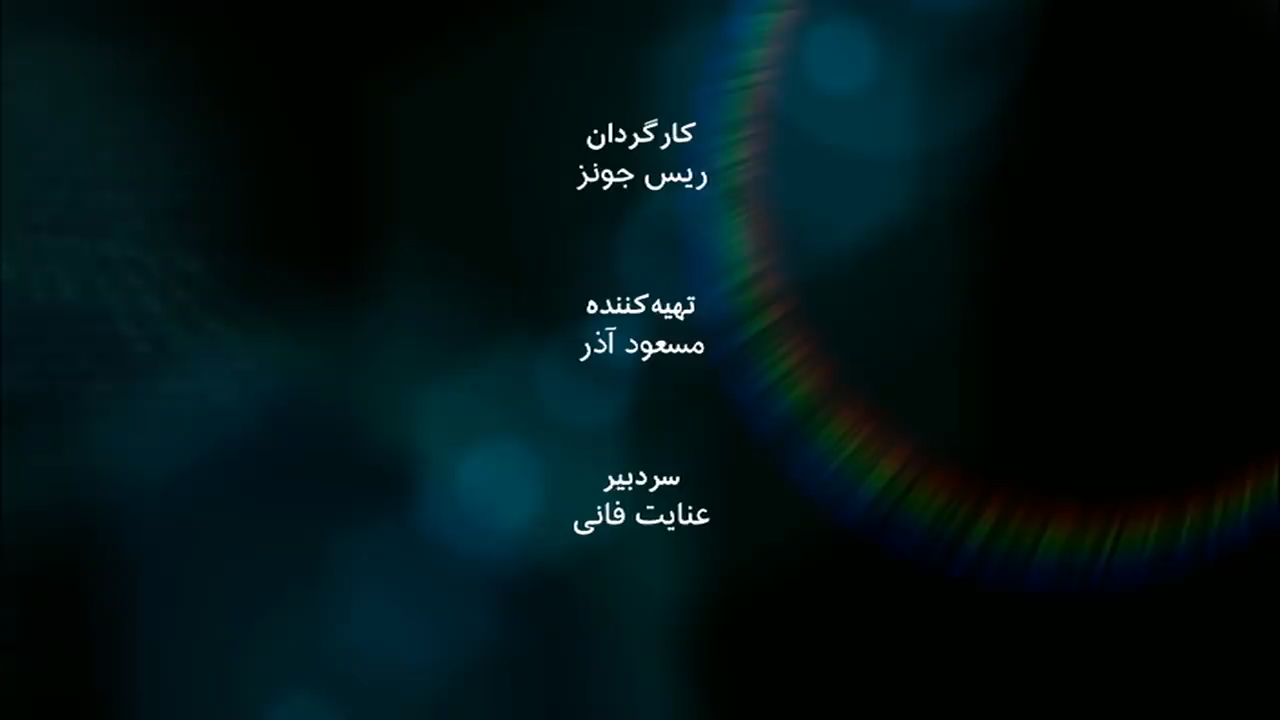 کارگردان
ریس جونز
تهیه‌کننده
مسعود آذر
سردبیر
عنایت فانی